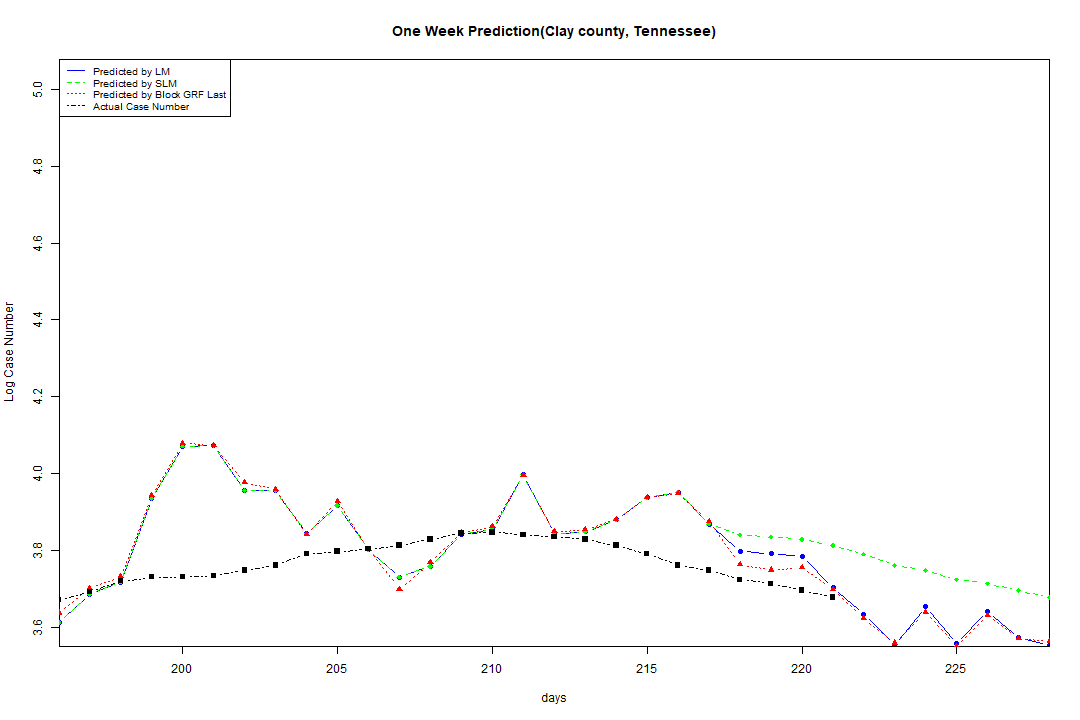 One Week Prediction(Clay county, Tennessee)
Predicted by LM
Predicted by SLM
Predicted by Block GRF Last
Actual Case Number
5.0
4.8
4.6
4.4
4.2
4.0
3.8
3.6
Log Case Number
200 205 210 215 220 225
days